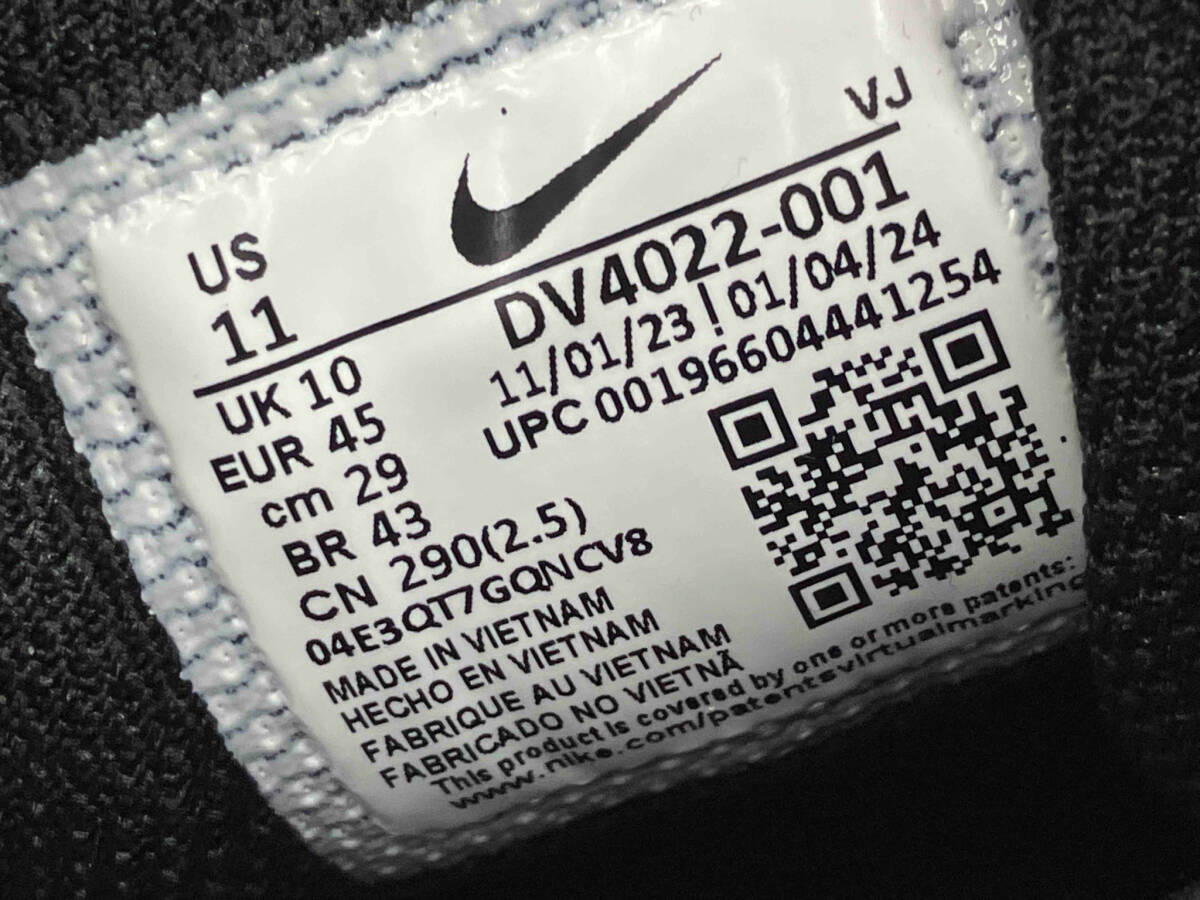 VJ
US
11
DV4022-001
11/01/23 ! 01/04/24
UPC 00196604441254
UK 10
EUR 45
cm 29
BR 43
CN 290(2.5)
04E3QT7GQNCV8
MADE IN VIETNAM
HECHO EN VIETNAM
FABRIQUE AU VIETNAM
FABRICADO NO VIETNÃ
This product is covered by one or more patents:
www.nike.com/patentsvirtualmarking